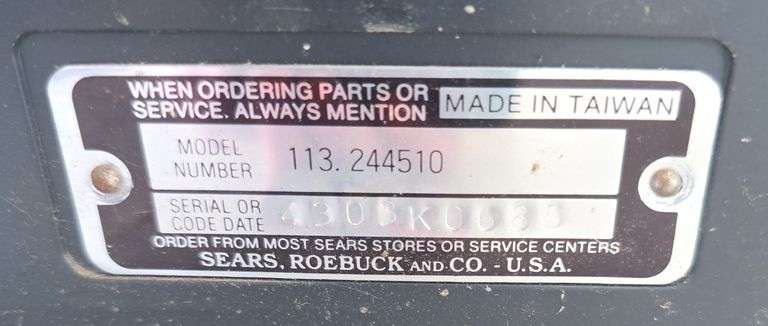 WHEN ORDERING PARTS OR
SERVICE. ALWAYS MENTION
MADE IN TAIWAN
MODEL
NUMBER
113. 244510
SERIAL OR
CODE DATE
ORDER FROM MOST SEARS STORES OR SERVICE CENTERS
SEARS, ROEBUCK AND CO. - U.S.A.